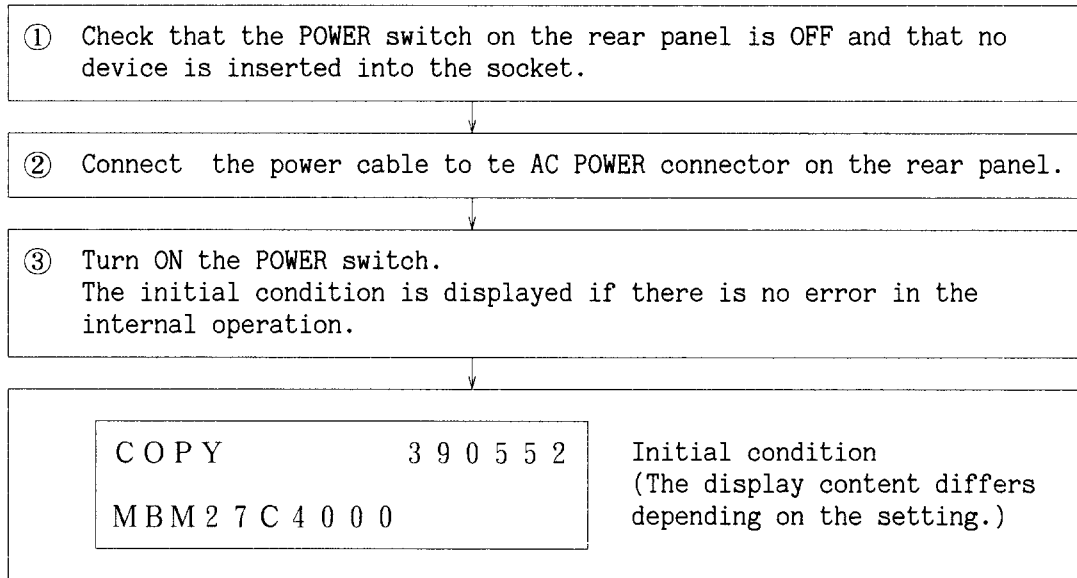 ① Check that the POWER switch on the rear panel is OFF and that no
device is inserted into the socket.
② Connect the power cable to te AC POWER connector on the rear panel.
③ Turn ON the POWER switch.
The initial condition is displayed if there is no error in the
internal operation.
COPY 390552
MBM27C4000
Initial condition
(The display content differs
depending on the setting.)